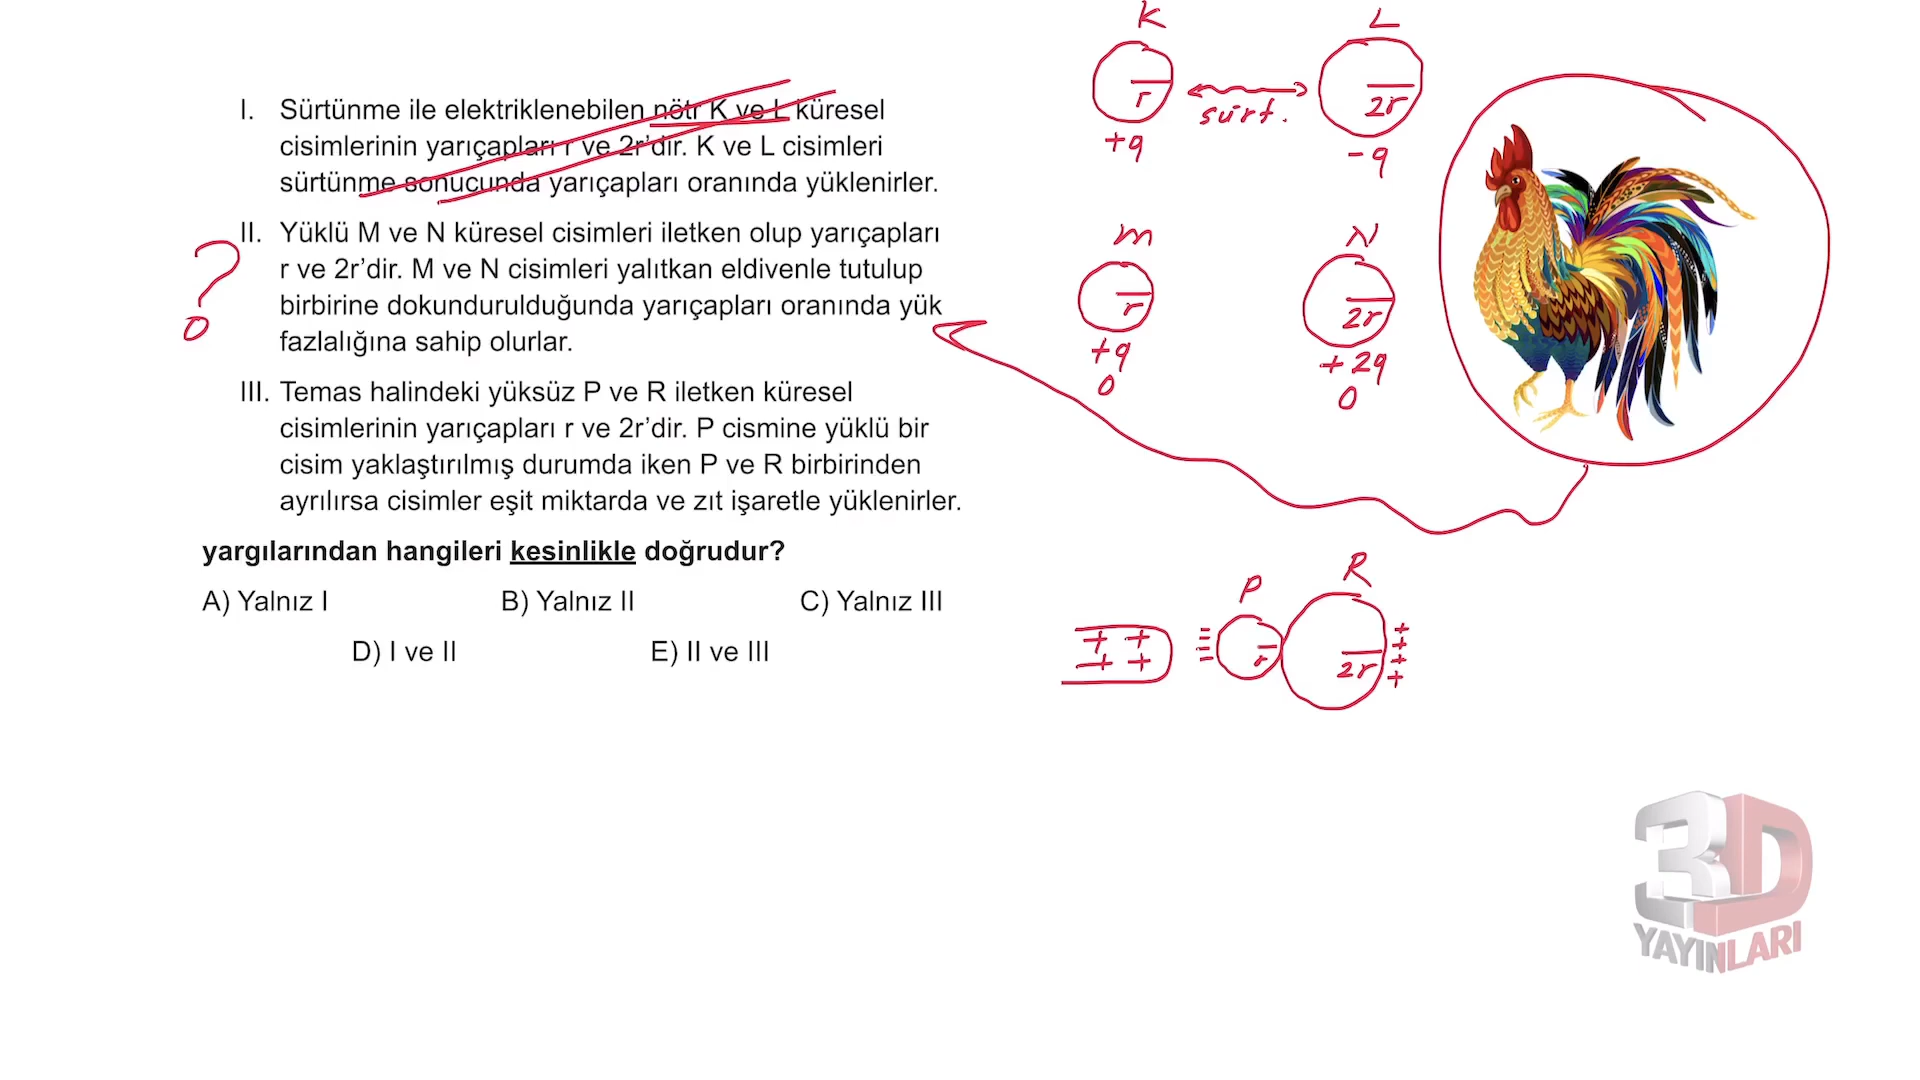 I. Sürtünme ile elektriklenebilen nötr K ve L küresel
cisimlerinin yarıçapları r ve 2r'dir. K ve L cisimleri
sürtünme sonucunda yarıçapları oranında yüklenirler.
II. Yüklü M ve N küresel cisimleri iletken olup yarıçapları
r ve 2r'dir. M ve N cisimleri yalıtkan eldivenle tutulup
birbirine dokundurulduğunda yarıçapları oranında yük
fazlalığına sahip olurlar.
III. Temas halindeki yüksüz P ve R iletken küresel
cisimlerinin yarıçapları r ve 2r'dir. P cismine yüklü bir
cisim yaklaştırılmış durumda iken P ve R birbirinden
ayrılırsa cisimler eşit miktarda ve zıt işaretle yüklenirler.
yargılarından hangileri kesinlikle doğrudur?
A) Yalnız I B) Yalnız II C) Yalnız III
D) I ve II E) II ve III
?
K L
r sürt. 2r
+q -q
M N
r 2r
+q +2q
0 0
P R
+ + - - - r 2r + + + +
+ +
3D
YAYINLARI